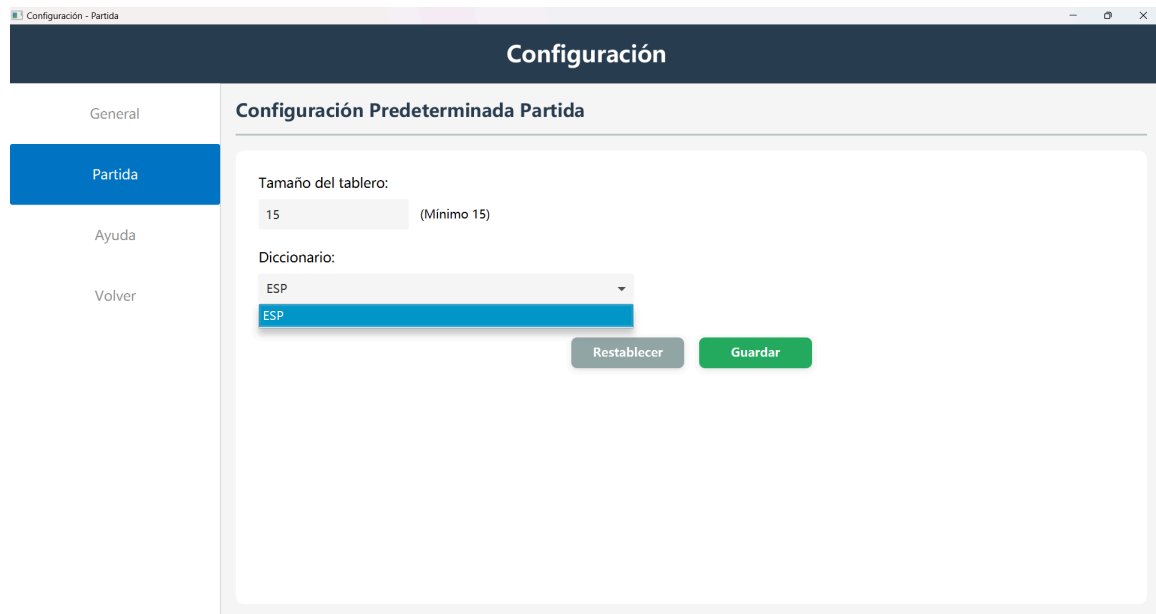 Configuración - Partida
Configuración
General
Partida
Ayuda
Volver
Configuración Predeterminada Partida
Tamaño del tablero:
15 (Mínimo 15)
Diccionario:
ESP
ESP
Restablecer Guardar